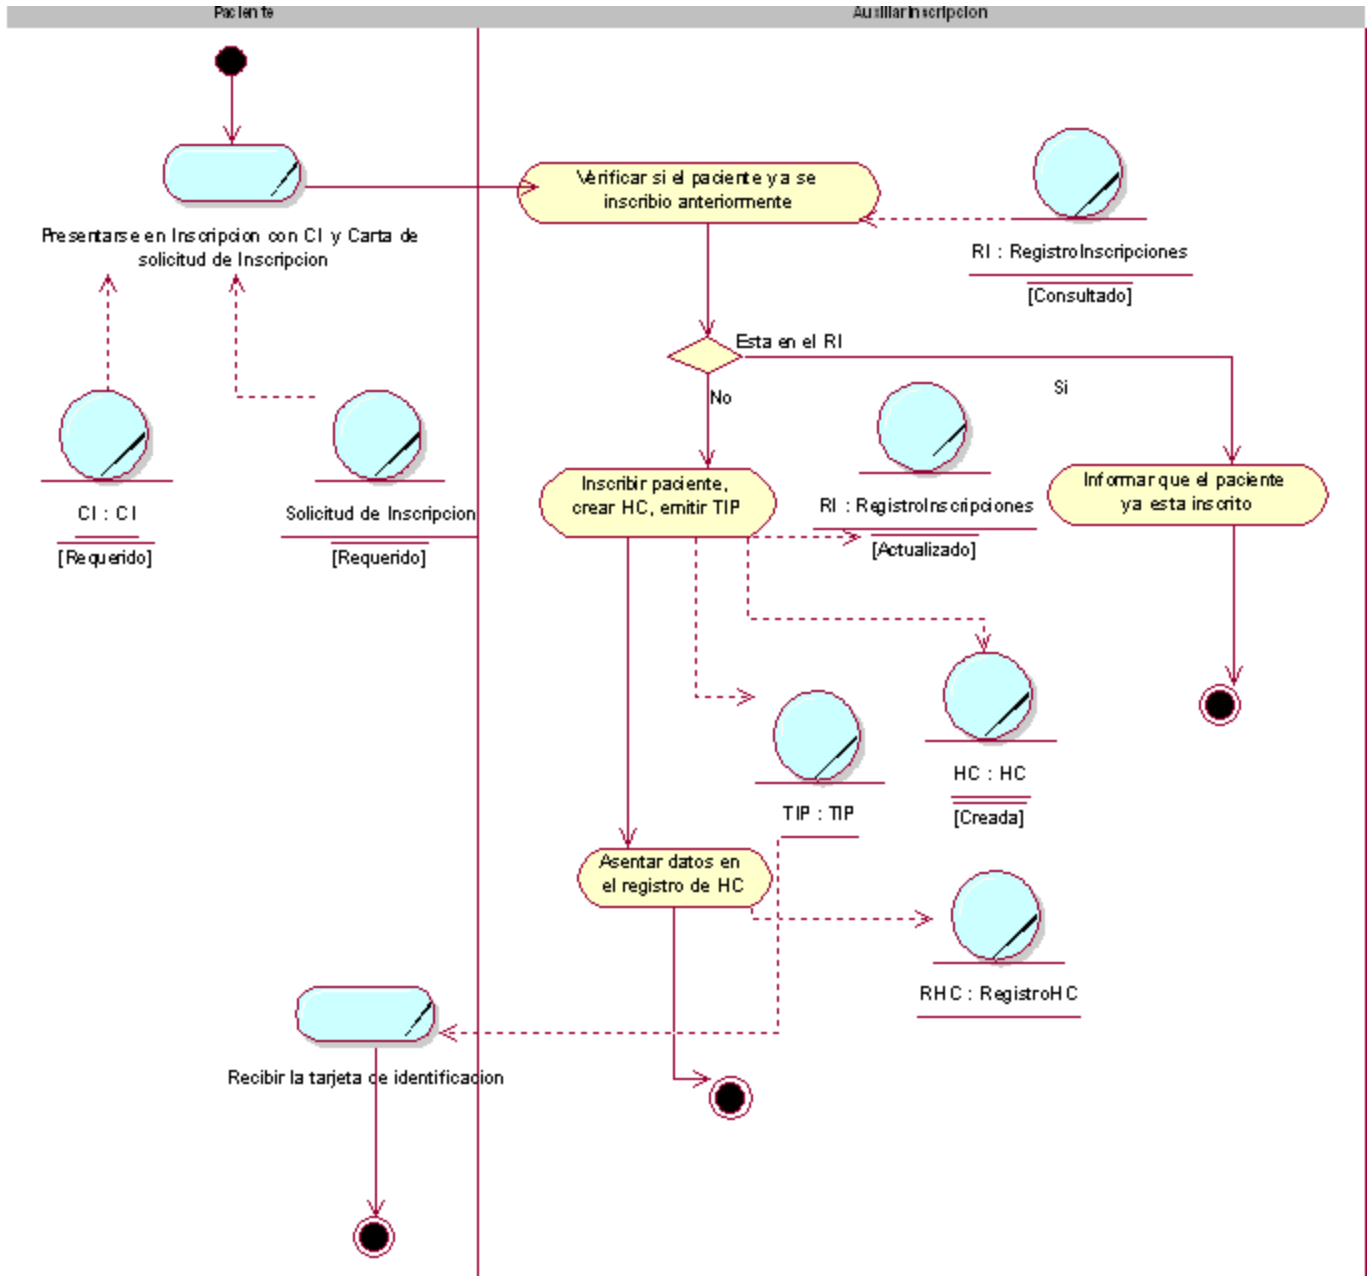 Paciente
AuxiliarInscripcion
Presentarse en Inscripcion con CI y Carta de
solicitud de Inscripcion
Verificar si el paciente ya se
inscribio anteriormente
RI : RegistroInscripciones
[Consultado]
Esta en el RI
No
Si
CI : CI
[Requerido]
Solicitud de Inscripcion
[Requerido]
Inscribir paciente,
crear HC, emitir TIP
RI : RegistroInscripciones
[Actualizado]
Informar que el paciente
ya esta inscrito
HC : HC
[Creada]
TIP : TIP
Asentar datos en
el registro de HC
RHC : RegistroHC
Recibir la tarjeta de identificacion